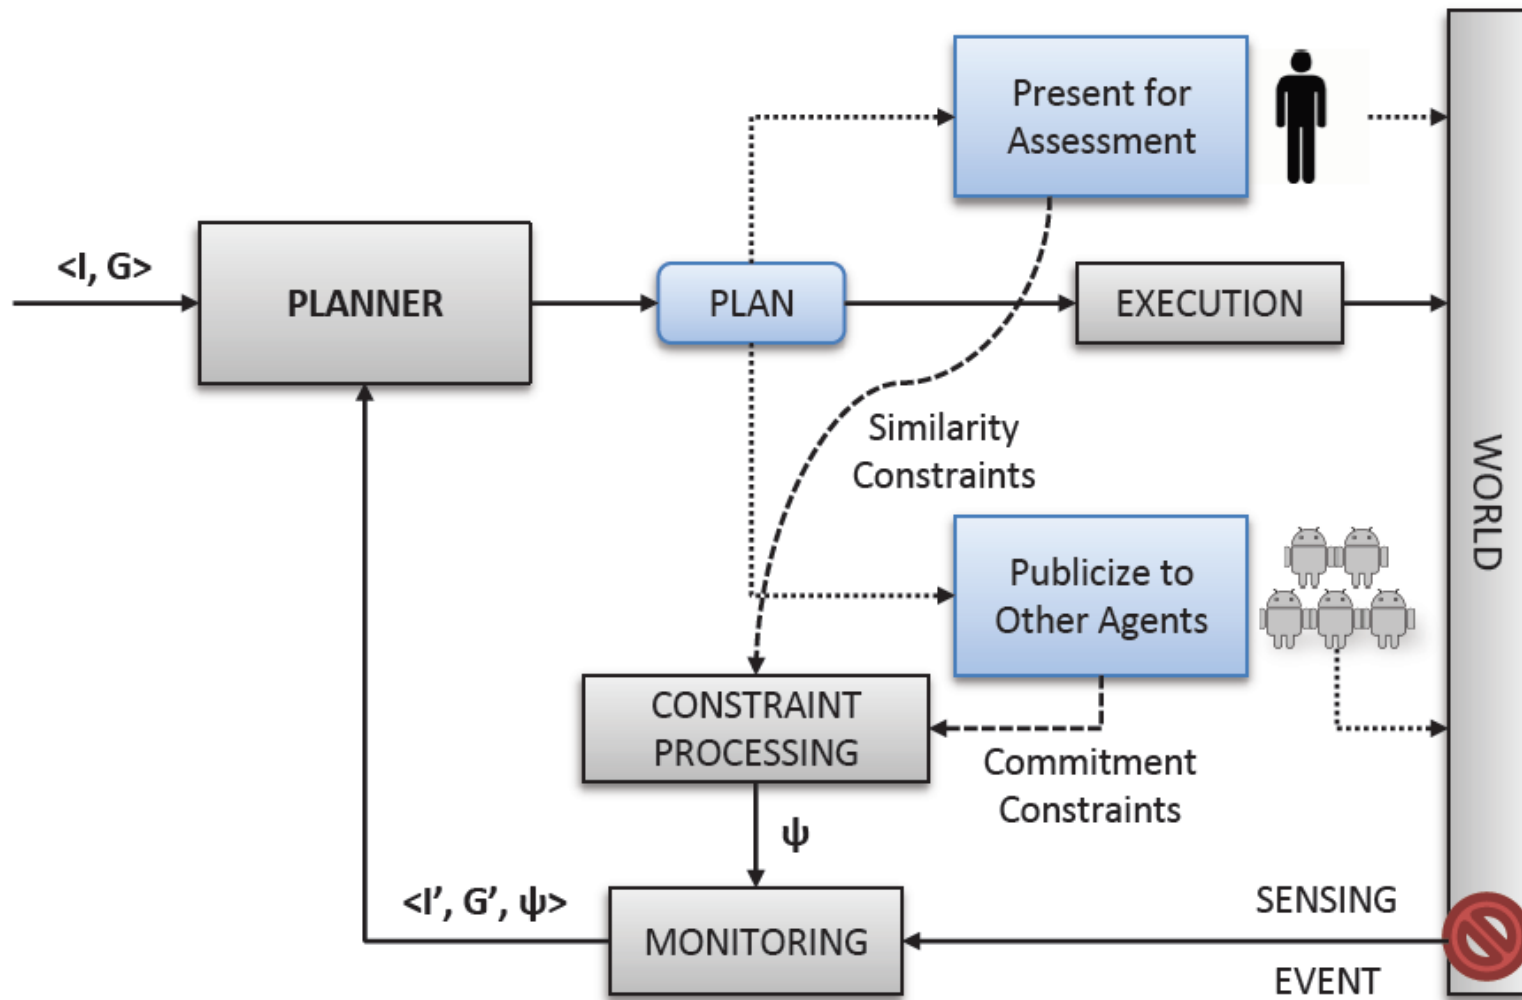 Present for
Assessment
<I, G>
PLANNER
PLAN
EXECUTION
Similarity
Constraints
WORLD
Publicize to
Other Agents
CONSTRAINT
PROCESSING
Commitment
Constraints
ψ
<I’, G’, ψ>
SENSING
MONITORING
EVENT